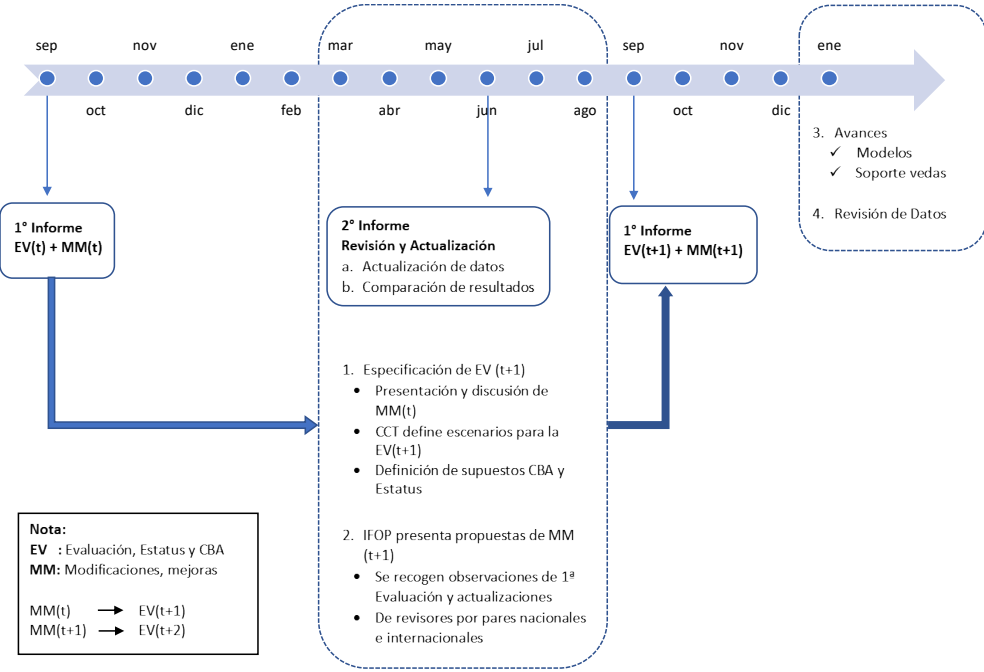 sep
nov
ene
mar
may
jul
sep
nov
ene
oct
dic
feb
abr
jun
ago
oct
dic
1° Informe
EV(t) + MM(t)
2° Informe
Revisión y Actualización
a. Actualización de datos
b. Comparación de resultados
1° Informe
EV(t+1) + MM(t+1)
3. Avances
✓ Modelos
✓ Soporte vedas
4. Revisión de Datos
1. Especificación de EV (t+1)
• Presentación y discusión de
MM(t)
• CCT define escenarios para la
EV(t+1)
• Definición de supuestos CBA y
Estatus
2. IFOP presenta propuestas de MM
(t+1)
• Se recogen observaciones de 1ª
Evaluación y actualizaciones
• De revisores por pares nacionales
e internacionales
Nota:
EV : Evaluación, Estatus y CBA
MM: Modificaciones, mejoras
MM(t) → EV(t+1)
MM(t+1) → EV(t+2)